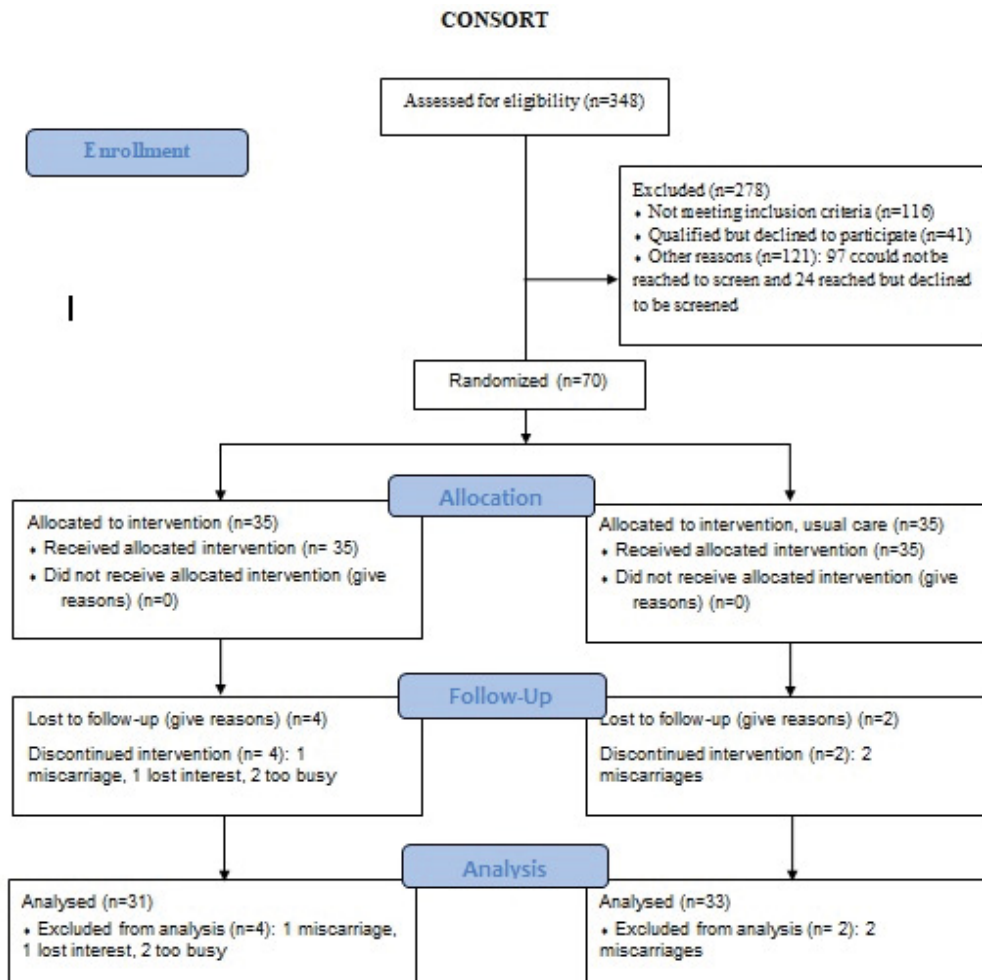 CONSORT
Assessed for eligibility (n=348)
Enrollment
Excluded (n=278)
♦ Not meeting inclusion criteria (n=116)
♦ Qualified but declined to participate (n=41)
♦ Other reasons (n=121): 97 ccould not be
reached to screen and 24 reached but declined
to be screened
Randomized (n=70)
Allocation
Allocated to intervention (n=35)
♦ Received allocated intervention (n= 35)
♦ Did not receive allocated intervention (give
reasons) (n=0)
Allocated to intervention, usual care (n=35)
♦ Received allocated intervention (n=35)
♦ Did not receive allocated intervention (give
reasons) (n=0)
Follow-Up
Lost to follow-up (give reasons) (n=4)
Discontinued intervention (n= 4): 1
miscarriage, 1 lost interest, 2 too busy
Lost to follow-up (give reasons) (n=2)
Discontinued intervention (n=2): 2
miscarriages
Analysis
Analysed (n=31)
♦ Excluded from analysis (n=4): 1 miscarriage,
1 lost interest, 2 too busy
Analysed (n=33)
♦ Excluded from analysis (n= 2): 2
miscarriages